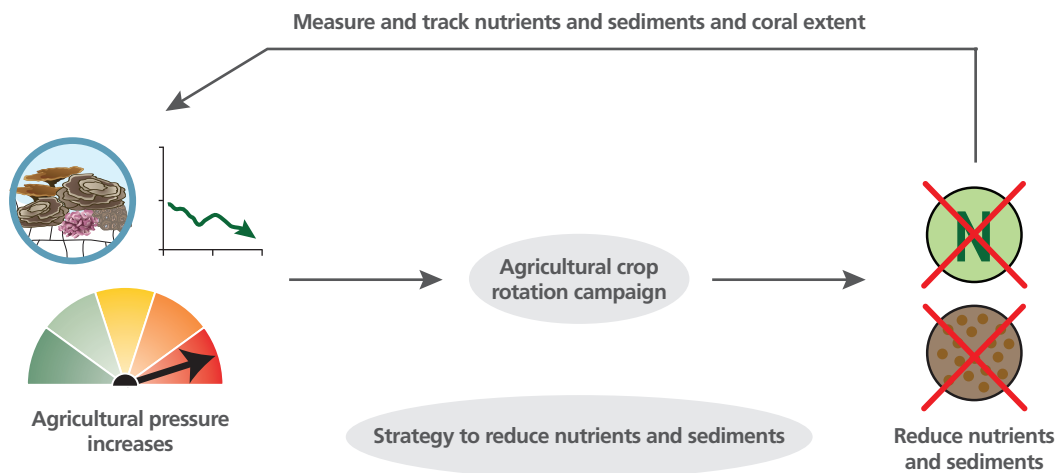 Measure and track nutrients and sediments and coral extent
Agricultural crop
rotation campaign
N
Agricultural pressure
increases
Strategy to reduce nutrients and sediments
Reduce nutrients
and sediments